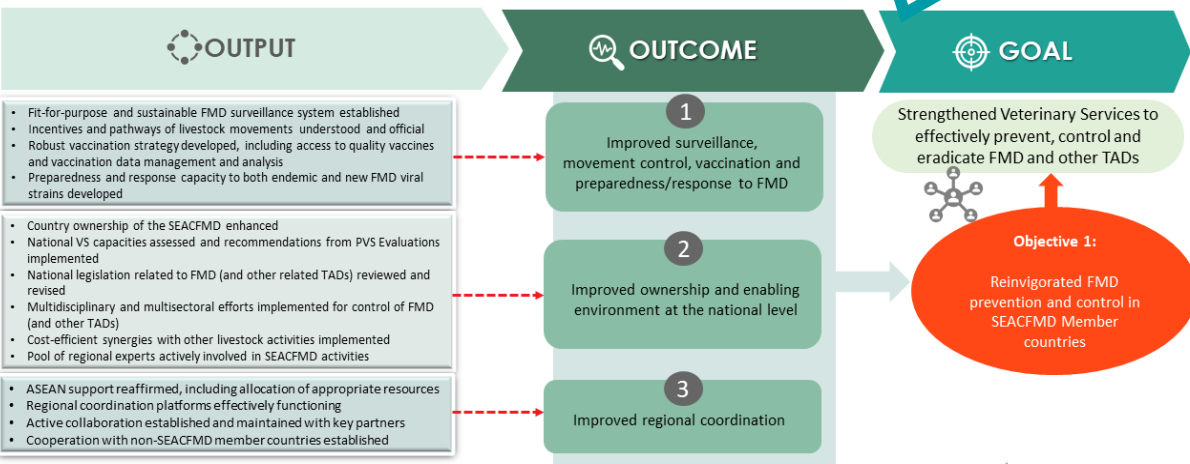 OUTPUT
OUTCOME
GOAL
• Fit-for-purpose and sustainable FMD surveillance system established
• Incentives and pathways of livestock movements understood and official
• Robust vaccination strategy developed, including access to quality vaccines
and vaccination data management and analysis
• Preparedness and response capacity to both endemic and new FMD viral
strains developed
• Country ownership of the SEACFMD enhanced
• National VS capacities assessed and recommendations from PVS Evaluations
implemented
• National legislation related to FMD (and other related TADs) reviewed and
revised
• Multidisciplinary and multisectoral efforts implemented for control of FMD
(and other TADs)
• Cost-efficient synergies with other livestock activities implemented
• Pool of regional experts actively involved in SEACFMD activities
• ASEAN support reaffirmed, including allocation of appropriate resources
• Regional coordination platforms effectively functioning
• Active collaboration established and maintained with key partners
• Cooperation with non-SEACFMD member countries established
1
Improved surveillance,
movement control, vaccination and
preparedness/response to FMD
2
Improved ownership and enabling
environment at the national level
3
Improved regional coordination
Strengthened Veterinary Services to
effectively prevent, control and
eradicate FMD and other TADs
Objective 1:
Reinvigorated FMD
prevention and control in
SEACFMD Member
countries